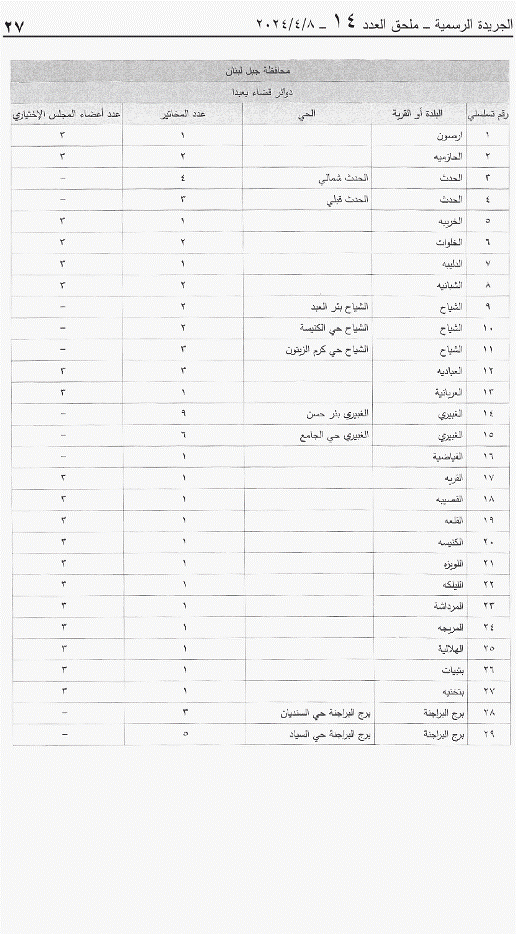 الجريدة الرسمية – ملحق العدد ١٤ – ٢٠٢٤/٤/٨ ٢٧
محافظة جبل لبنان
دوائر قضاء بعبدا
رقم تسلسلي البلدة أو القرية الحي عدد المخاتير عدد أعضاء المجلس الإختياري
١ ارصون ١ ٣
٢ الحازميه ٢ ٣
٣ الحدث الحدث شمالي ٤ –
٤ الحدث الحدث قبلي ٣ –
٥ الخريبه ١ ٣
٦ الخلوات ٢ ٣
٧ الدليبه ١ ٣
٨ الشبانيه ٢ ٣
٩ الشياح الشياح بئر العبد ٢ –
١٠ الشياح الشياح حي الكنيسة ٢ –
١١ الشياح الشياح حي كرم الزيتون ٣ –
١٢ العباديه ٣ ٣
١٣ العربانية ١ ٣
١٤ الغبيري الغبيري بئر حسن ٩ –
١٥ الغبيري الغبيري حي الجامع ٦ –
١٦ الفياضية ١ –
١٧ القريه ١ ٣
١٨ القصيبه ١ ٣
١٩ القلعه ١ ٣
٢٠ الكنيسه ١ ٣
٢١ اللويزه ١ ٣
٢٢ الليلكه ١ ٣
٢٣ المرداشة ١ ٣
٢٤ المريجه ١ ٣
٢٥ الهلالية ١ ٣
٢٦ بتبيات ١ ٣
٢٧ بتخنيه ١ ٣
٢٨ برج البراجنة برج البراجنة حي السنديان ٣ –
٢٩ برج البراجنة برج البراجنة حي السياد ٥ –